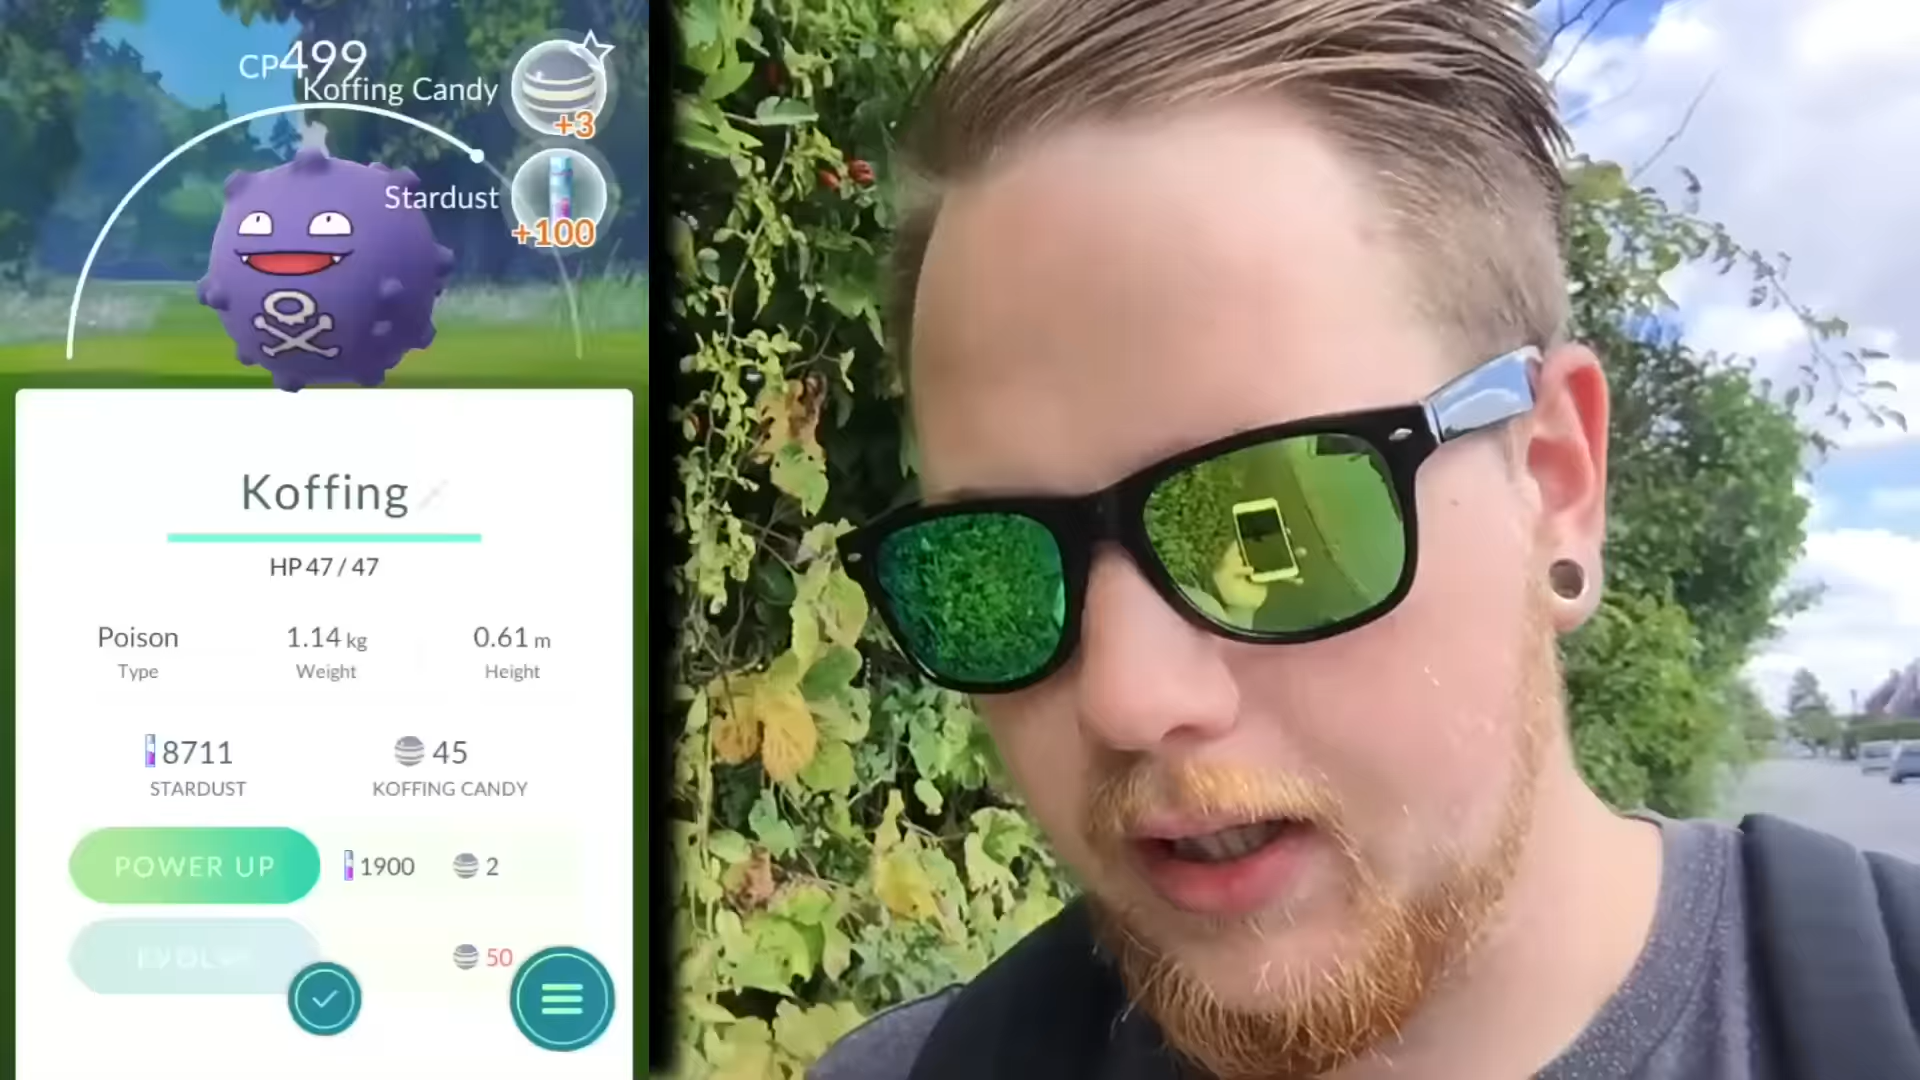 CP499
Koffing Candy
+3
Stardust
+100
Koffing
HP 47 / 47
Poison 1.14 kg 0.61 m
Type Weight Height
8711 45
STARDUST KOFFING CANDY
POWER UP 1900 2
EVOLVE 50